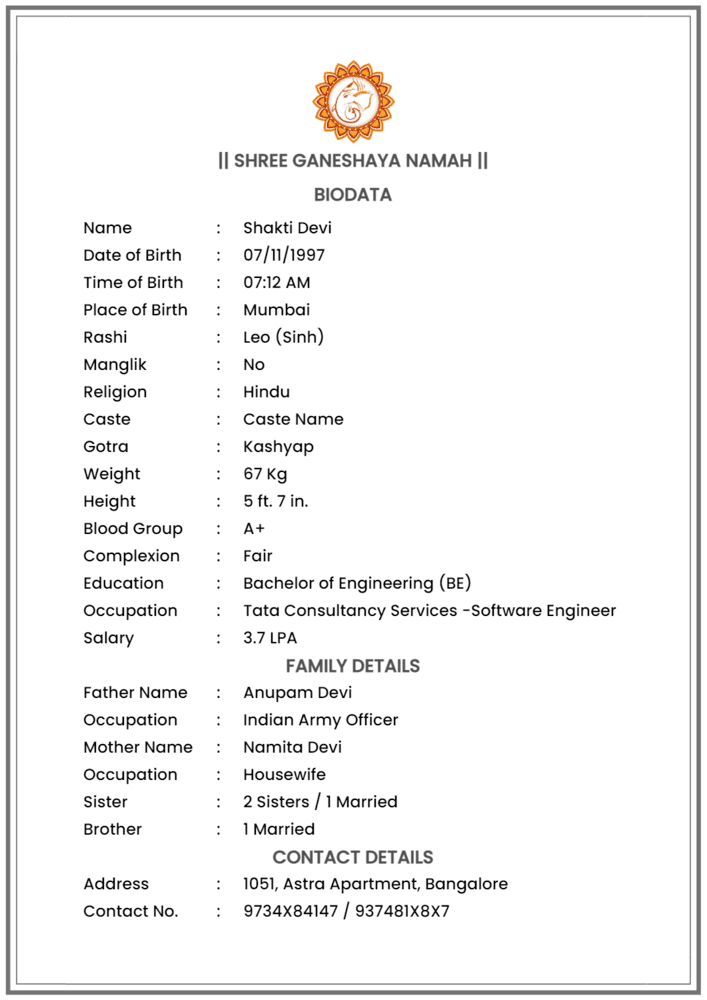 || SHREE GANESHAYA NAMAH ||
BIODATA
Name : Shakti Devi
Date of Birth : 07/11/1997
Time of Birth : 07:12 AM
Place of Birth : Mumbai
Rashi : Leo (Sinh)
Manglik : No
Religion : Hindu
Caste : Caste Name
Gotra : Kashyap
Weight : 67 Kg
Height : 5 ft. 7 in.
Blood Group : A+
Complexion : Fair
Education : Bachelor of Engineering (BE)
Occupation : Tata Consultancy Services -Software Engineer
Salary : 3.7 LPA
FAMILY DETAILS
Father Name : Anupam Devi
Occupation : Indian Army Officer
Mother Name : Namita Devi
Occupation : Housewife
Sister : 2 Sisters / 1 Married
Brother : 1 Married
CONTACT DETAILS
Address : 1051, Astra Apartment, Bangalore
Contact No. : 9734X84147 / 937481X8X7